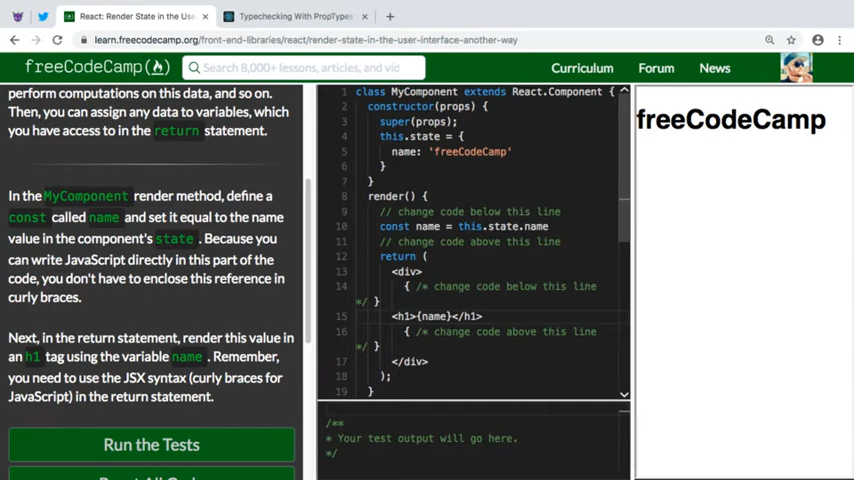 React: Render State in the Use
Typechecking With PropTypes
learn.freecodecamp.org/front-end-libraries/react/render-state-in-the-user-interface-another-way
freeCodeCamp
Search 8,000+ lessons, articles, and vid
Curriculum
Forum
News
perform computations on this data, and so on.
Then, you can assign any data to variables, which
you have access to in the return statement.
In the MyComponent render method, define a
const called name and set it equal to the name
value in the component's state . Because you
can write JavaScript directly in this part of the
code, you don't have to enclose this reference in
curly braces.
Next, in the return statement, render this value in
an h1 tag using the variable name . Remember,
you need to use the JSX syntax (curly braces for
JavaScript) in the return statement.
Run the Tests
1 class MyComponent extends React.Component {
2 constructor(props) {
3 super(props);
4 this.state = {
5 name: 'freeCodeCamp'
6 }
7 }
8 render() {
9 // change code below this line
10 const name = this.state.name
11 // change code above this line
12 return (
13 <div>
14 { /* change code below this line
*/ }
15 <h1>{name}</h1>
16 { /* change code above this line
*/ }
17 </div>
18 );
19 }
/**
* Your test output will go here.
*/
freeCodeCamp